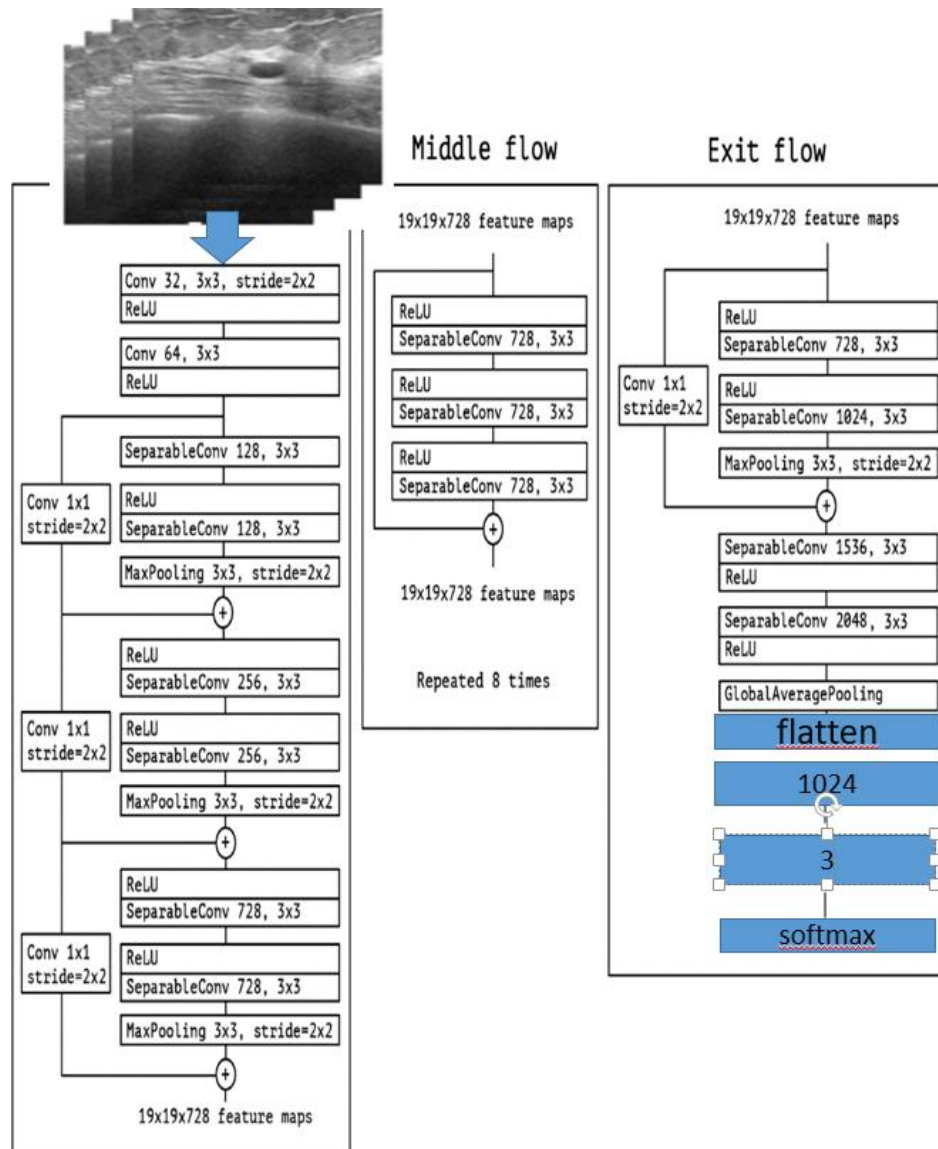 Conv 32, 3x3, stride=2x2
ReLU
Conv 64, 3x3
ReLU
SeparableConv 128, 3x3
Conv 1x1
stride=2x2
ReLU
SeparableConv 128, 3x3
MaxPooling 3x3, stride=2x2
+
ReLU
SeparableConv 256, 3x3
Conv 1x1
stride=2x2
ReLU
SeparableConv 256, 3x3
MaxPooling 3x3, stride=2x2
+
ReLU
SeparableConv 728, 3x3
Conv 1x1
stride=2x2
ReLU
SeparableConv 728, 3x3
MaxPooling 3x3, stride=2x2
+
19x19x728 feature maps
Middle flow
19x19x728 feature maps
ReLU
SeparableConv 728, 3x3
ReLU
SeparableConv 728, 3x3
ReLU
SeparableConv 728, 3x3
+
19x19x728 feature maps
Repeated 8 times
Exit flow
19x19x728 feature maps
ReLU
SeparableConv 728, 3x3
Conv 1x1
stride=2x2
ReLU
SeparableConv 1024, 3x3
MaxPooling 3x3, stride=2x2
+
SeparableConv 1536, 3x3
ReLU
SeparableConv 2048, 3x3
ReLU
GlobalAveragePooling
flatten
1024
3
softmax